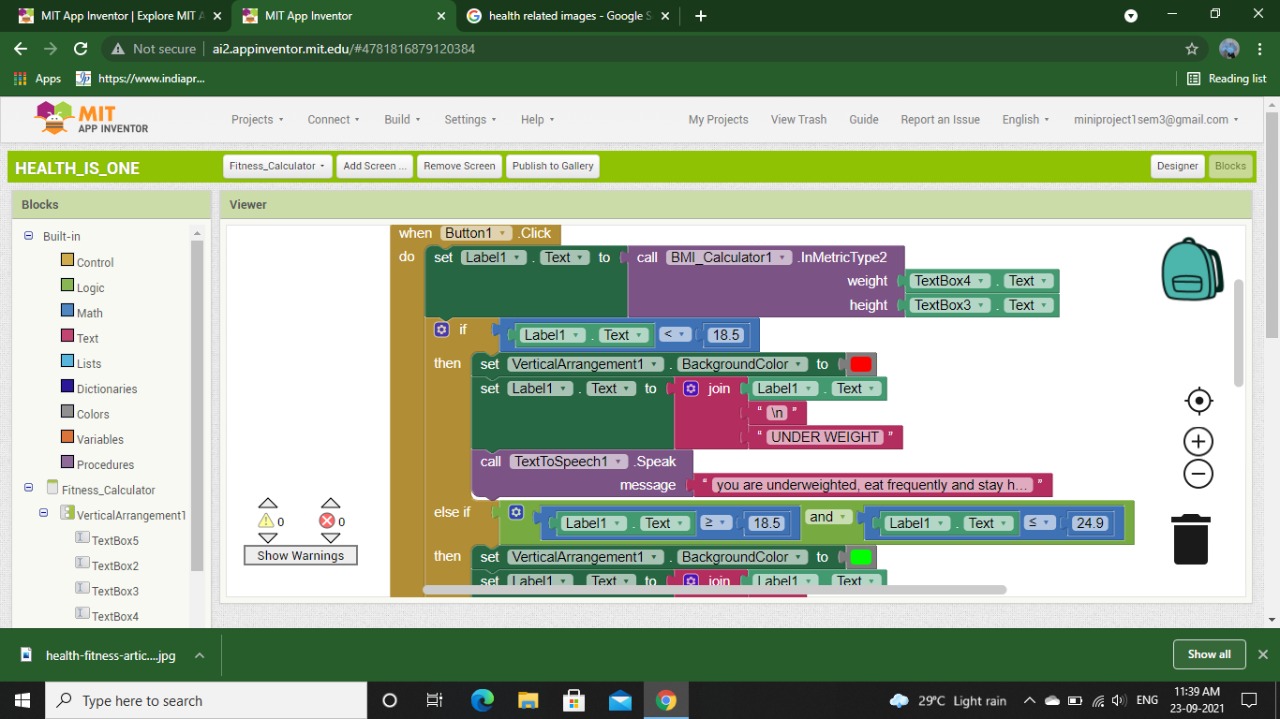 MIT App Inventor | Explore MIT A
MIT App Inventor
health related images - Google S
Not secure | ai2.appinventor.mit.edu/#4781816879120384
Apps https://www.indiapr...
Reading list
MIT
APP INVENTOR
Projects Connect Build Settings Help My Projects View Trash Guide Report an Issue English miniproject1sem3@gmail.com
HEALTH_IS_ONE Fitness_Calculator Add Screen ... Remove Screen Publish to Gallery Designer Blocks
Blocks
Built-in
Control
Logic
Math
Text
Lists
Dictionaries
Colors
Variables
Procedures
Fitness_Calculator
VerticalArrangement1
TextBox5
TextBox2
TextBox3
TextBox4
Viewer
when Button1 .Click
do set Label1 . Text to call BMI_Calculator1 .InMetricType2
weight TextBox4 . Text
height TextBox3 . Text
if Label1 . Text < 18.5
then set VerticalArrangement1 . BackgroundColor to
set Label1 . Text to join Label1 . Text
" \n "
" UNDER WEIGHT "
call TextToSpeech1 .Speak
message " you are underweighted, eat frequently and stay h... "
else if Label1 . Text ≥ 18.5 and Label1 . Text ≤ 24.9
then set VerticalArrangement1 . BackgroundColor to
set Label1 . Text to join Label1 . Text
0 0
Show Warnings
health-fitness-artic....jpg
Show all
Type here to search
29°C Light rain
ENG
11:39 AM
23-09-2021